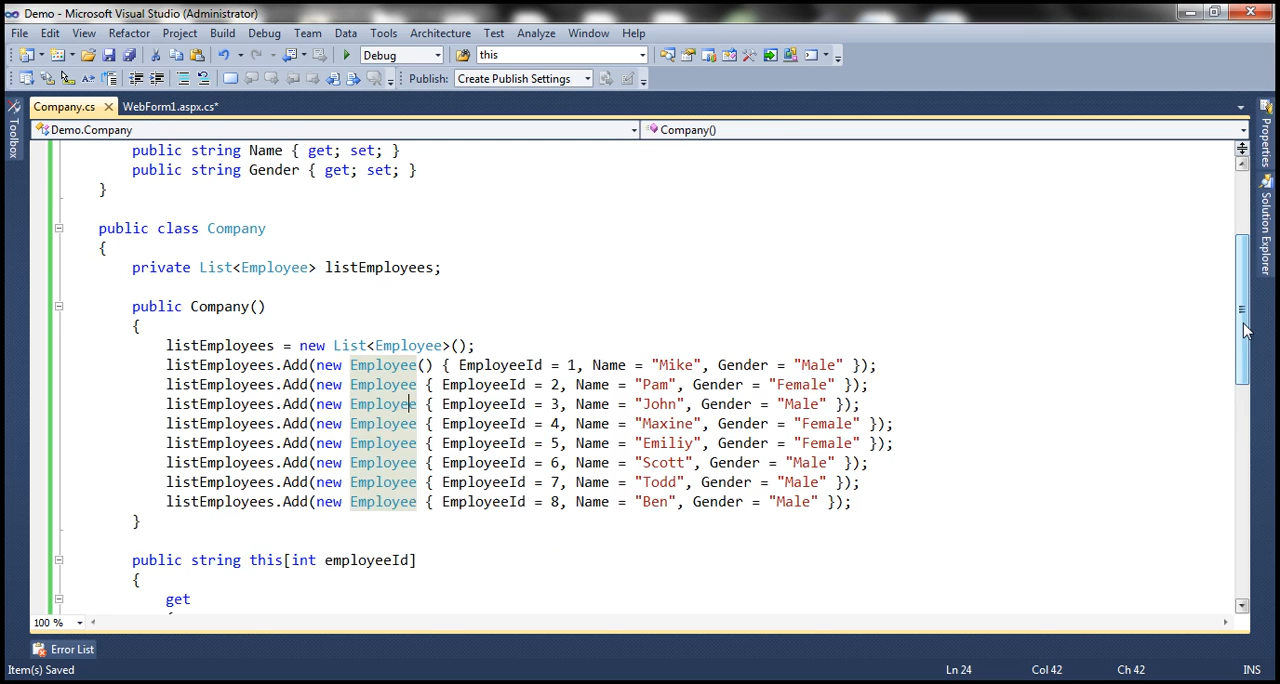 Demo - Microsoft Visual Studio (Administrator)
File Edit View Refactor Project Build Debug Team Data Tools Architecture Test Analyze Window Help
Debug this
Publish: Create Publish Settings
Company.cs WebForm1.aspx.cs*
Demo.Company Company()
Toolbox
Properties
Solution Explorer
public string Name { get; set; }
public string Gender { get; set; }
}
public class Company
{
private List<Employee> listEmployees;
public Company()
{
listEmployees = new List<Employee>();
listEmployees.Add(new Employee() { EmployeeId = 1, Name = "Mike", Gender = "Male" });
listEmployees.Add(new Employee { EmployeeId = 2, Name = "Pam", Gender = "Female" });
listEmployees.Add(new Employee { EmployeeId = 3, Name = "John", Gender = "Male" });
listEmployees.Add(new Employee { EmployeeId = 4, Name = "Maxine", Gender = "Female" });
listEmployees.Add(new Employee { EmployeeId = 5, Name = "Emiliy", Gender = "Female" });
listEmployees.Add(new Employee { EmployeeId = 6, Name = "Scott", Gender = "Male" });
listEmployees.Add(new Employee { EmployeeId = 7, Name = "Todd", Gender = "Male" });
listEmployees.Add(new Employee { EmployeeId = 8, Name = "Ben", Gender = "Male" });
}
public string this[int employeeId]
{
get
100 %
Error List
Item(s) Saved Ln 24 Col 42 Ch 42 INS